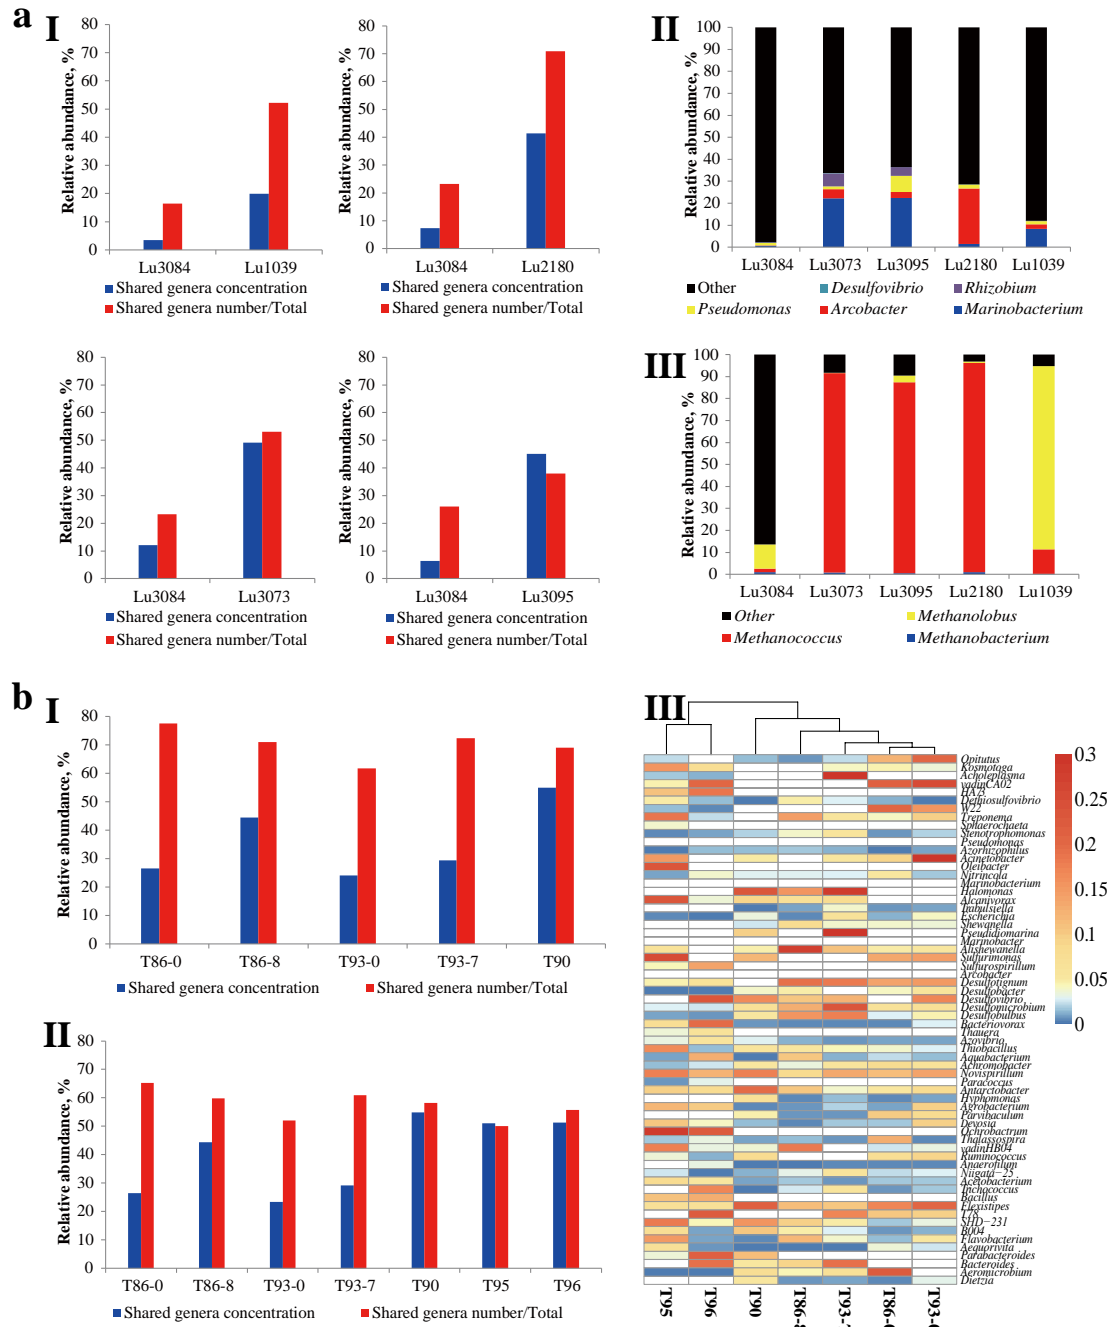 a
I
Relative abundance, %
80
70
60
50
40
30
20
10
0
Lu3084
Lu1039
Shared genera concentration
Shared genera number/Total
Relative abundance, %
80
70
60
50
40
30
20
10
0
Lu3084
Lu2180
Shared genera concentration
Shared genera number/Total
II
Relative abundance, %
100
90
80
70
60
50
40
30
20
10
0
Lu3084 Lu3073 Lu3095 Lu2180 Lu1039
Other Desulfovibrio Rhizobium
Pseudomonas Arcobacter Marinobacterium
Relative abundance, %
80
70
60
50
40
30
20
10
0
Lu3084
Lu3073
Shared genera concentration
Shared genera number/Total
Relative abundance, %
80
70
60
50
40
30
20
10
0
Lu3084
Lu3095
Shared genera concentration
Shared genera number/Total
III
Relative abundance, %
100
90
80
70
60
50
40
30
20
10
0
Lu3084 Lu3073 Lu3095 Lu2180 Lu1039
Other Methanolobus
Methanococcus Methanobacterium
b
I
Relative abundance, %
80
70
60
50
40
30
20
10
0
T86-0 T86-8 T93-0 T93-7 T90
Shared genera concentration Shared genera number/Total
II
Relative abundance, %
80
70
60
50
40
30
20
10
0
T86-0 T86-8 T93-0 T93-7 T90 T95 T96
Shared genera concentration Shared genera number/Total
III
Opitutus
Kosmotoga
Acholeplasma
vadinCA02
HA73
Dethiosulfovibrio
W22
Treponema
Sphaerochaeta
Stenotrophomonas
Pseudomonas
Azorhizophilus
Acinetobacter
Oleibacter
Nitrincola
Marinobacterium
Halomonas
Alcanivorax
Trabulsiella
Escherichia
Shewanella
Pseudidiomarina
Marinobacter
Alishewanella
Sulfurimonas
Sulfurospirillum
Arcobacter
Desulfotignum
Desulfobacter
Desulfovibrio
Desulfomicrobium
Desulfobulbus
Bacteriovorax
Thauera
Azovibrio
Thiobacillus
Aquabacterium
Achromobacter
Novispirillum
Paracoccus
Antarctobacter
Hyphomonas
Agrobacterium
Parvibaculum
Devosia
Ochrobactrum
Thalassospira
vadinHB04
Ruminococcus
Anaerofilum
Niigata-25
Acetobacterium
Trichococcus
Bacillus
Flexistipes
T78
SHD-231
B004
Flavobacterium
Aequorivita
Parabacteroides
Bacteroides
Aeromicrobium
Dietzia
T95
T96
T90
T86-8
T93-
T86-0
T93-0
0.3
0.2
0.15
0.1
0.05
0